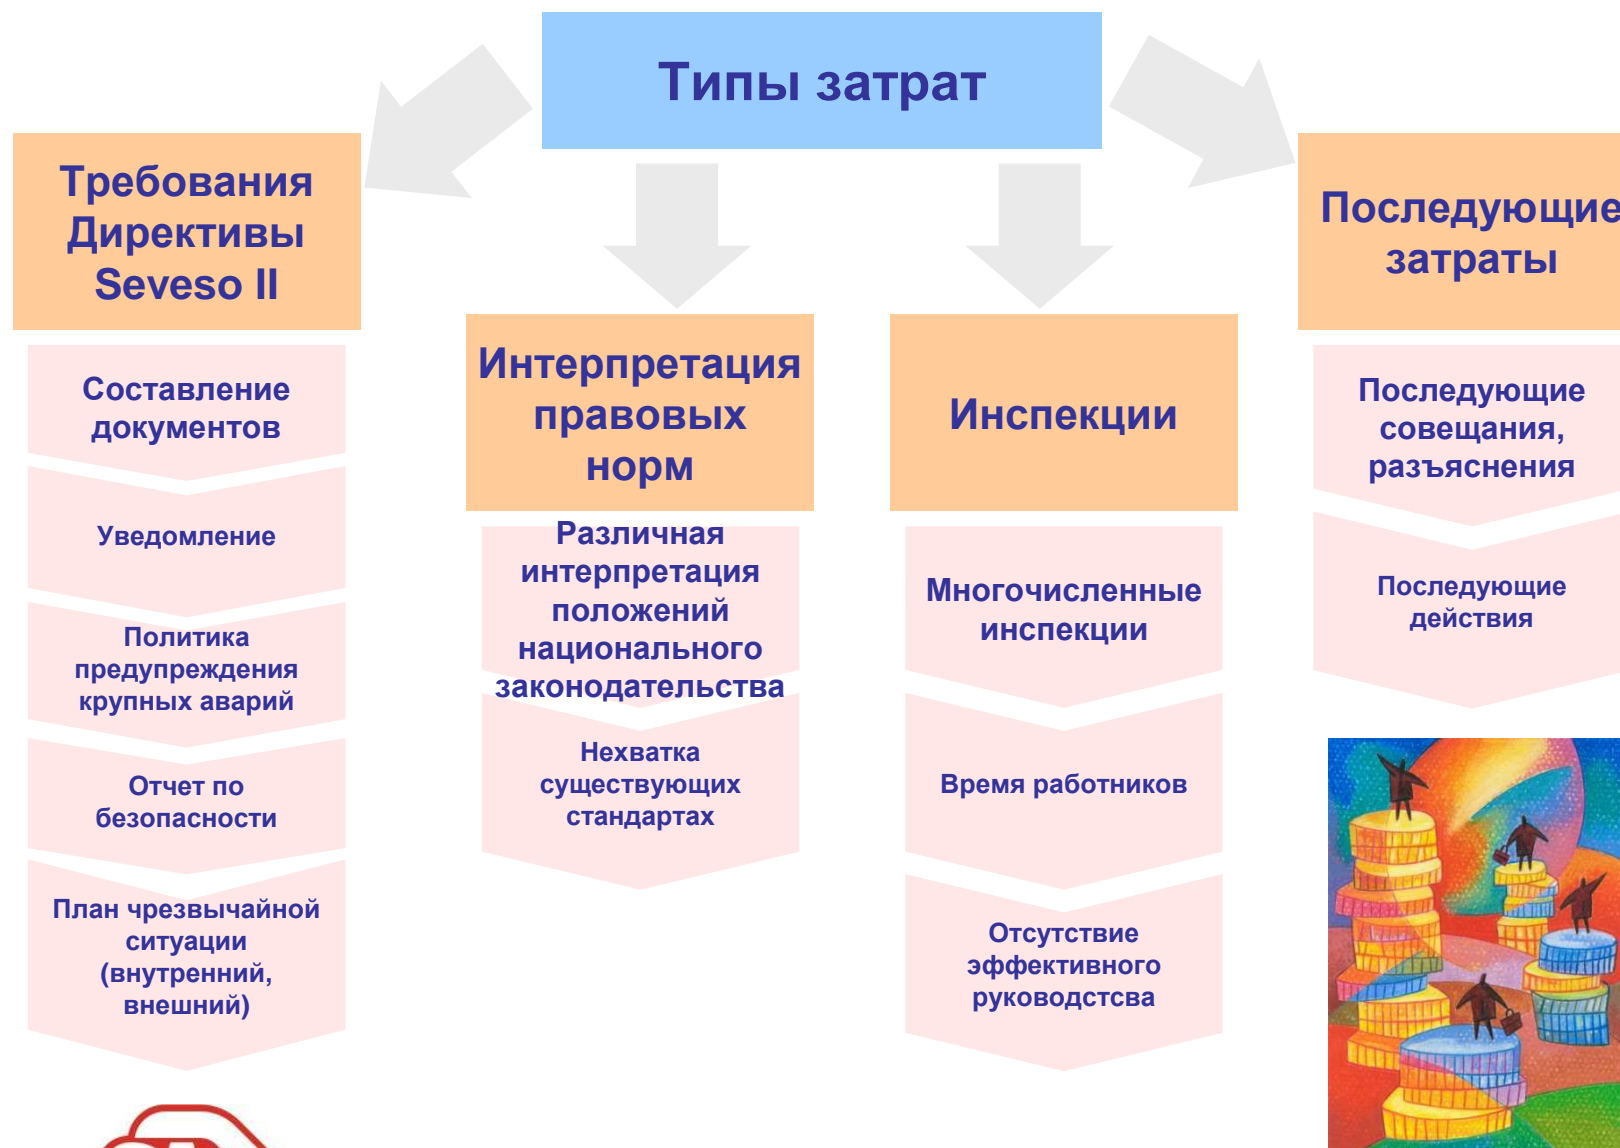 Типы затрат
Требования
Директивы
Seveso II
Составление
документов
Уведомление
Политика
предупреждения
крупных аварий
Отчет по
безопасности
План чрезвычайной
ситуации
(внутренний,
внешний)
Интерпретация
правовых
норм
Различная
интерпретация
положений
национального
законодательства
Нехватка
существующих
стандартах
Инспекции
Многочисленные
инспекции
Время работников
Отсутствие
эффективного
руководстсва
Последующие
затраты
Последующие
совещания,
разъяснения
Последующие
действия